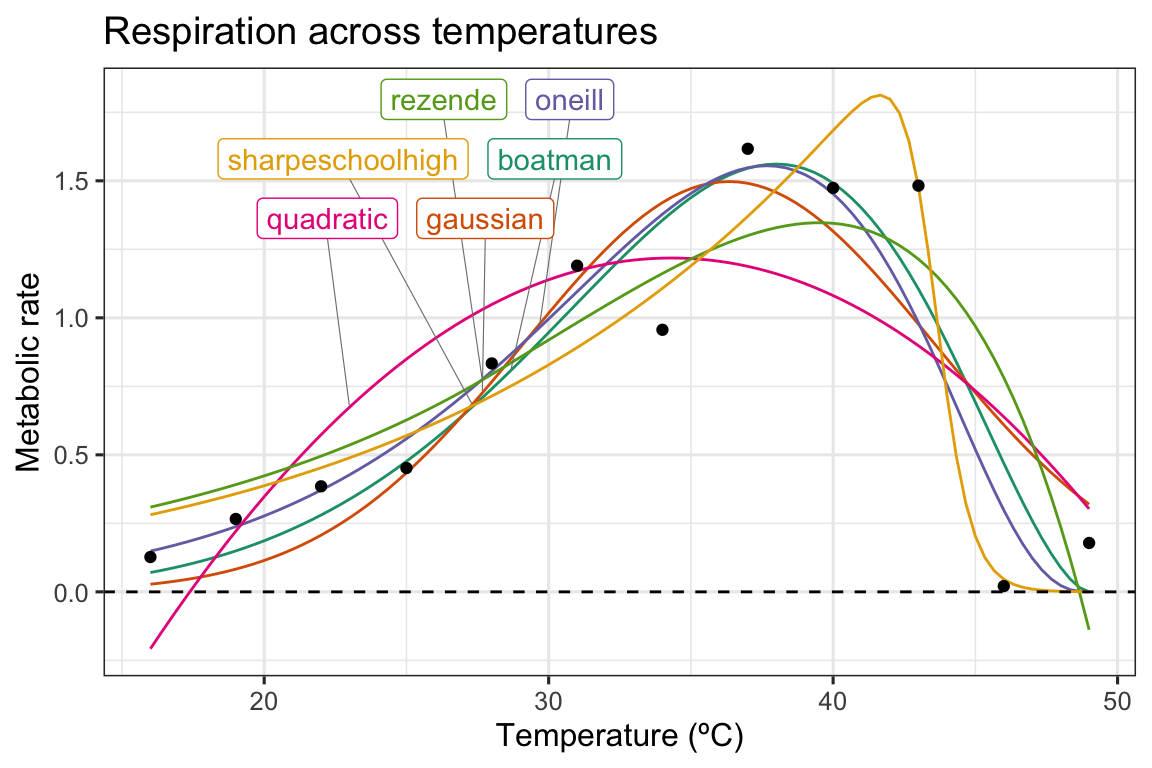 Respiration across temperatures
rezende
oneill
sharpeschoolhigh
boatman
quadratic
gaussian
Metabolic rate
1.5
1.0
0.5
0.0
20
30
40
50
Temperature (ºC)